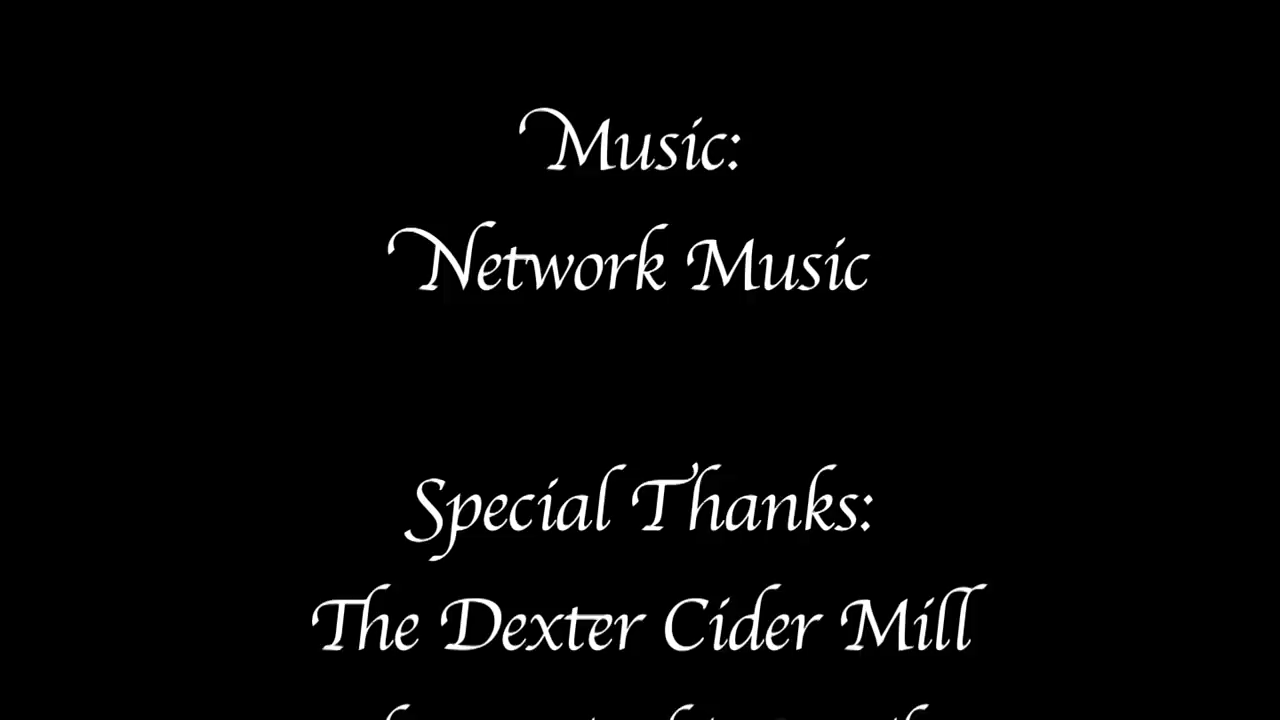 Music:
Network Music
Special Thanks:
The Dexter Cider Mill